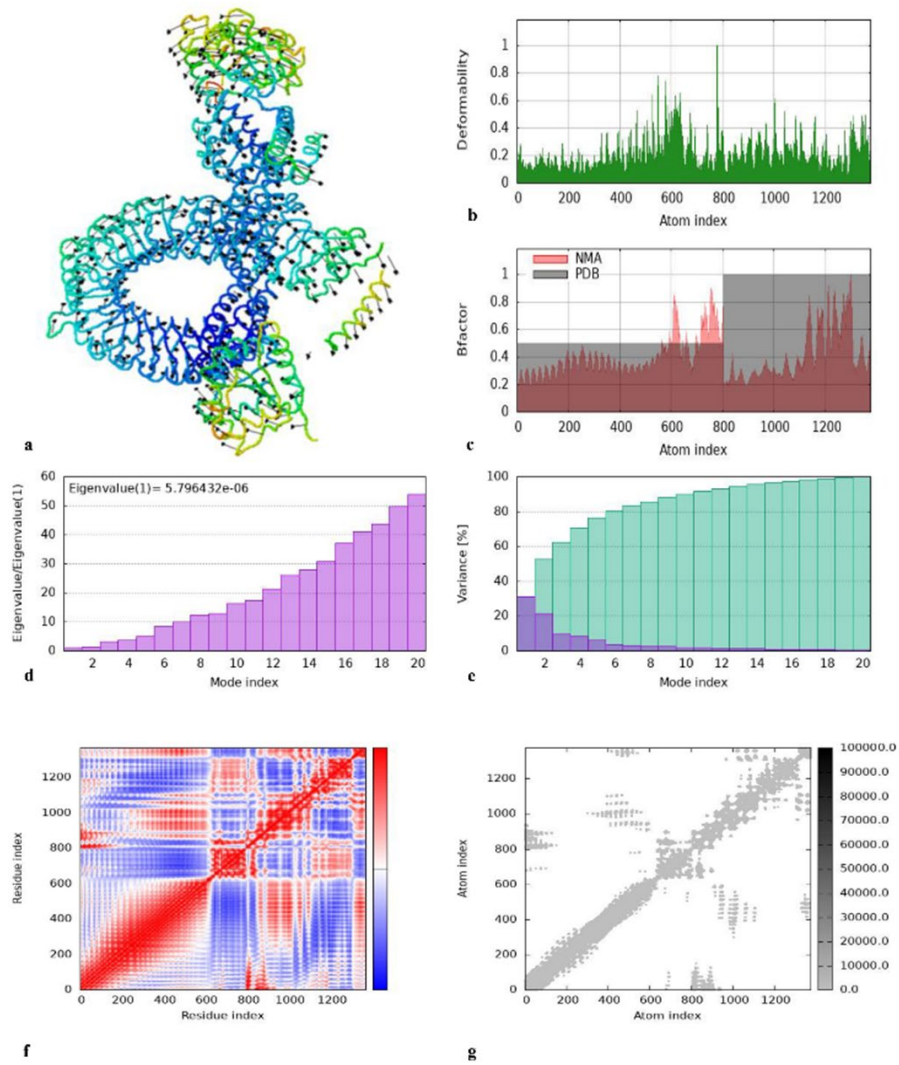 1
0.8
0.6
0.4
0.2
0
Deformability
0 200 400 600 800 1000 1200
Atom index
b
NMA
PDB
1
0.8
0.6
0.4
0.2
0
Bfactor
0 200 400 600 800 1000 1200
Atom index
a
c
Eigenvalue(1)= 5.796432e-06
60
50
40
30
20
10
0
Eigenvalue/Eigenvalue(1)
2 4 6 8 10 12 14 16 18 20
Mode index
d
100
80
60
40
20
0
Variance [%]
2 4 6 8 10 12 14 16 18 20
Mode index
e
1200
1000
800
600
400
200
0
Residue index
0 200 400 600 800 1000 1200
Residue index
f
1200
1000
800
600
400
200
0
Atom index
0 200 400 600 800 1000 1200
Atom index
100000.0
90000.0
80000.0
70000.0
60000.0
50000.0
40000.0
30000.0
20000.0
10000.0
0.0
g